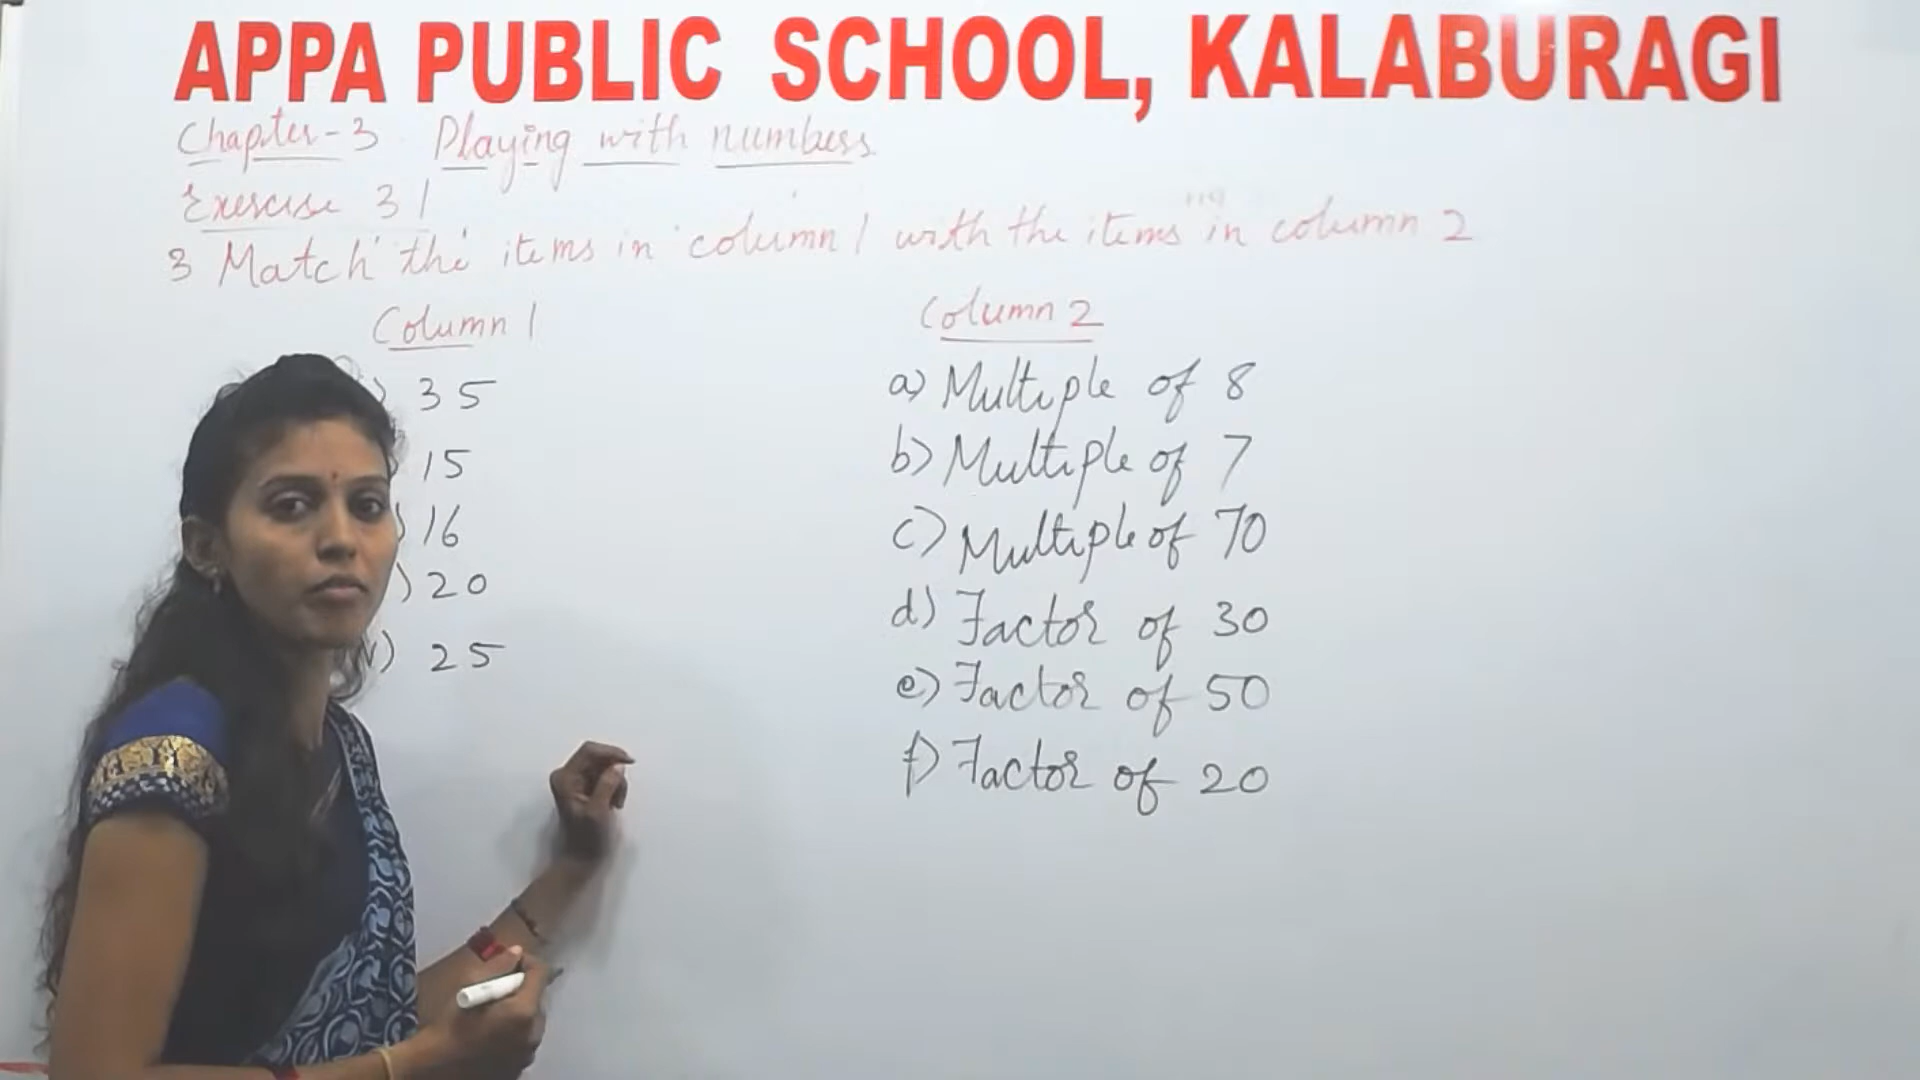 APPA PUBLIC SCHOOL, KALABURAGI
Chapter-3 Playing with numbers
Exercise 3 1
3 Match the items in column 1 with the items in column 2
Column 1
Column 2
) 35
a) Multiple of 8
) 15
b) Multiple of 7
) 16
c) Multiple of 70
) 20
d) Factor of 30
v) 25
e) Factor of 50
f) Factor of 20